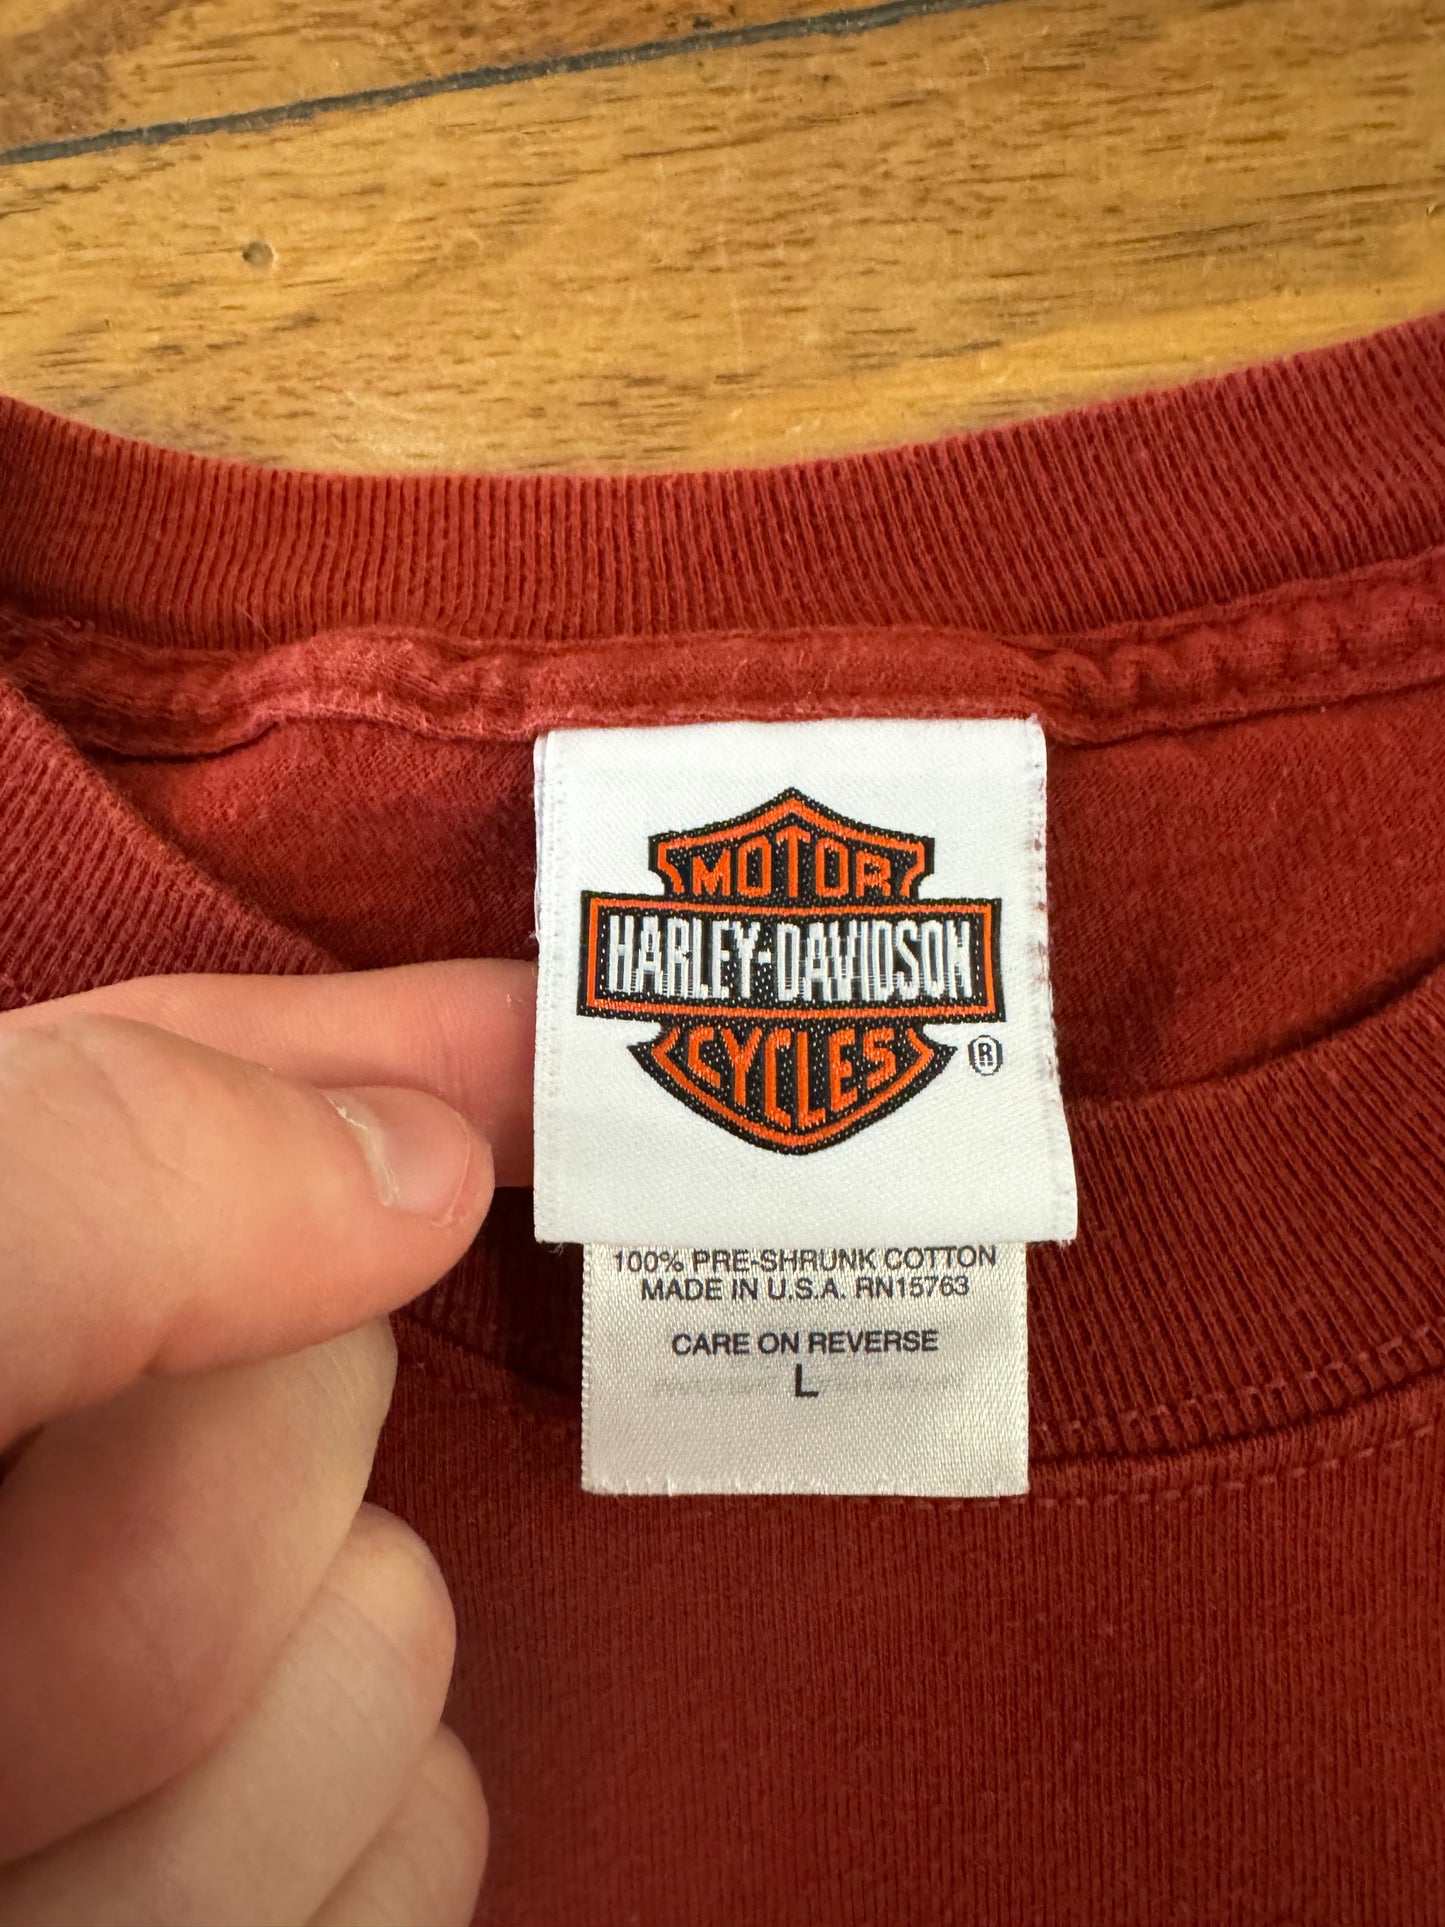 MOTOR
HARLEY-DAVIDSON
CYCLES
®
100% PRE-SHRUNK COTTON
MADE IN U.S.A. RN15763
CARE ON REVERSE
L